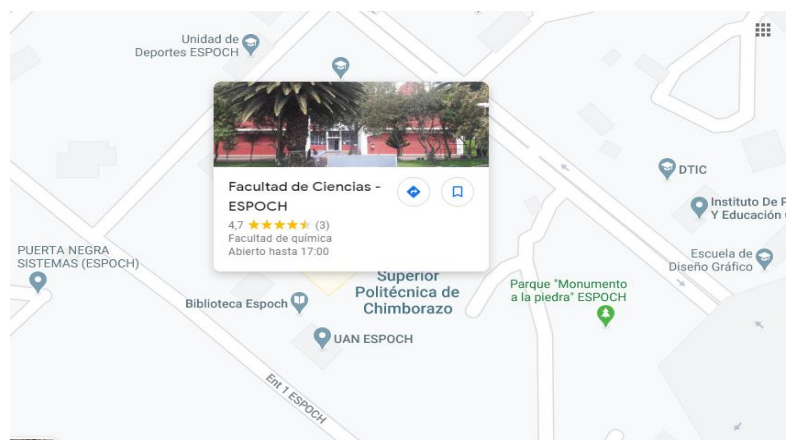 Unidad de
Deportes ESPOCH
Facultad de Ciencias -
ESPOCH
4,7
(3)
Facultad de química
Abierto hasta 17:00
DTIC
Instituto De
Y Educación
PUERTA NEGRA
SISTEMAS (ESPOCH)
Escuela de
Diseño Gráfico
Superior
Politécnica de
Chimborazo
Parque "Monumento
a la piedra" ESPOCH
Biblioteca Espoch
UAN ESPOCH
Ent 1 ESPOCH